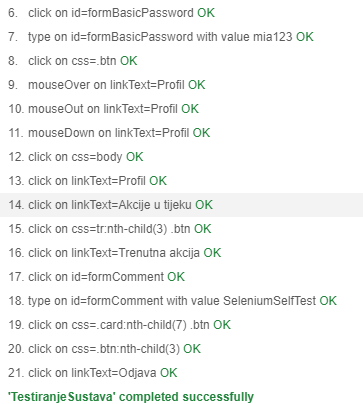 6. click on id=formBasicPassword OK
7. type on id=formBasicPassword with value mia123 OK
8. click on css=.btn OK
9. mouseOver on linkText=Profil OK
10. mouseOut on linkText=Profil OK
11. mouseDown on linkText=Profil OK
12. click on css=body OK
13. click on linkText=Profil OK
14. click on linkText=Akcije u tijeku OK
15. click on css=tr:nth-child(3) .btn OK
16. click on linkText=Trenutna akcija OK
17. click on id=formComment OK
18. type on id=formComment with value SeleniumSelfTest OK
19. click on css=.card:nth-child(7) .btn OK
20. click on css=.btn:nth-child(3) OK
21. click on linkText=Odjava OK
'TestiranjeSustava' completed successfully